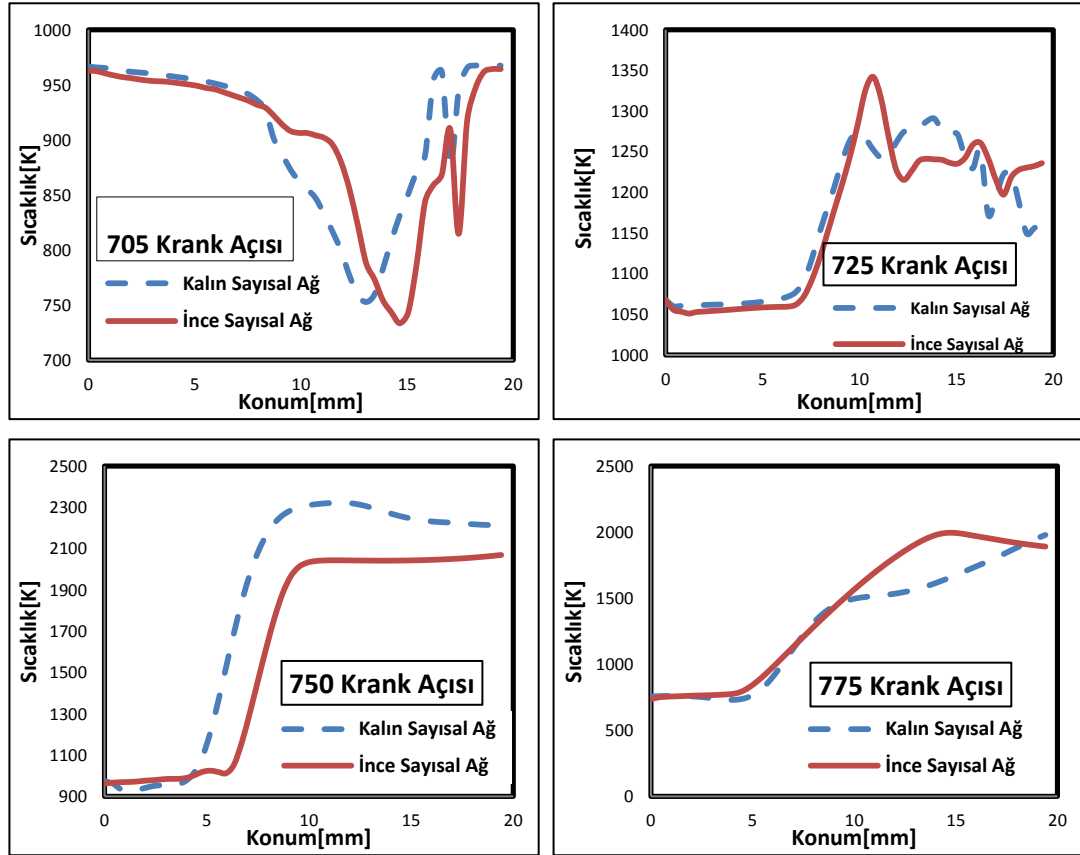 1000
950
900
850
800
750
700
Sıcaklık[K]
705 Krank Açısı
Kalın Sayısal Ağ
İnce Sayısal Ağ
0 5 10 15 20
Konum[mm]
1400
1350
1300
1250
1200
1150
1100
1050
1000
Sıcaklık[K]
725 Krank Açısı
Kalın Sayısal Ağ
İnce Sayısal Ağ
0 5 10 15 20
Konum[mm]
2500
2300
2100
1900
1700
1500
1300
1100
900
Sıcaklık[K]
750 Krank Açısı
Kalın Sayısal Ağ
İnce Sayısal Ağ
0 5 10 15 20
Konum[mm]
2500
2000
1500
1000
500
0
Sıcaklık[K]
775 Krank Açısı
Kalın Sayısal Ağ
İnce Sayısal Ağ
0 5 10 15 20
Konum[mm]